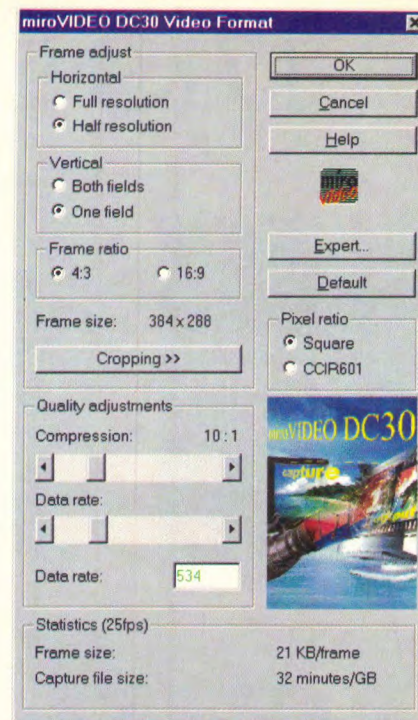 miroVIDEO DC30 Video Format
Frame adjust
Horizontal
Full resolution
Half resolution
Vertical
Both fields
One field
Frame ratio
4:3 16:9
Frame size: 384 x 288
Cropping >>
OK
Cancel
Help
miro
VIDEO
Expert...
Default
Pixel ratio
Square
CCIR601
Quality adjustments
Compression: 10 : 1
Data rate:
Data rate: 534
miroVIDEO DC30
capture
Statistics (25fps)
Frame size: 21 KB/frame
Capture file size: 32 minutes/GB